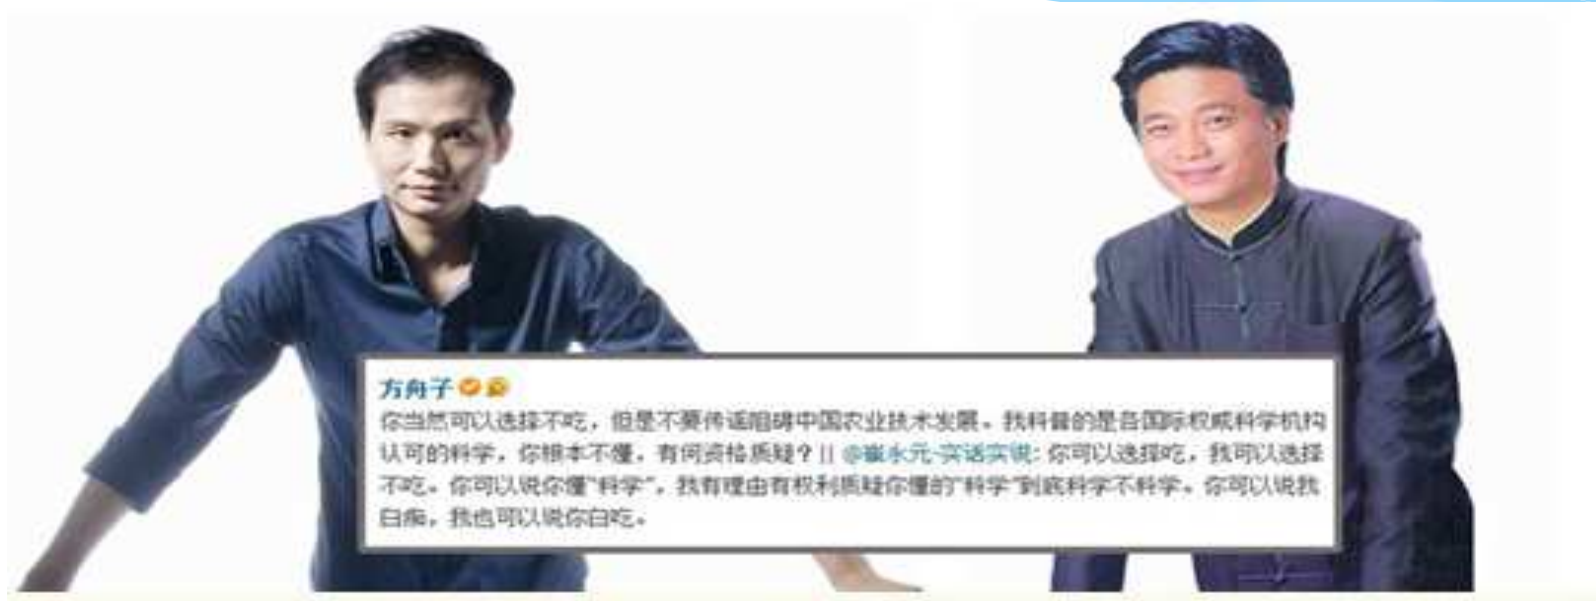 方舟子
你当然可以选择不吃，但是不要传谣阻碍中国农业技术发展。我科普的是各国际权威科学机构
认可的科学，你根本不懂，有何资格质疑？|| @崔永元-实话实说: 你可以选择吃，我可以选择
不吃。你可以说你懂“科学”，我有理由有权利质疑你懂的“科学”到底科学不科学。你可以说我
白痴，我也可以说你白吃。